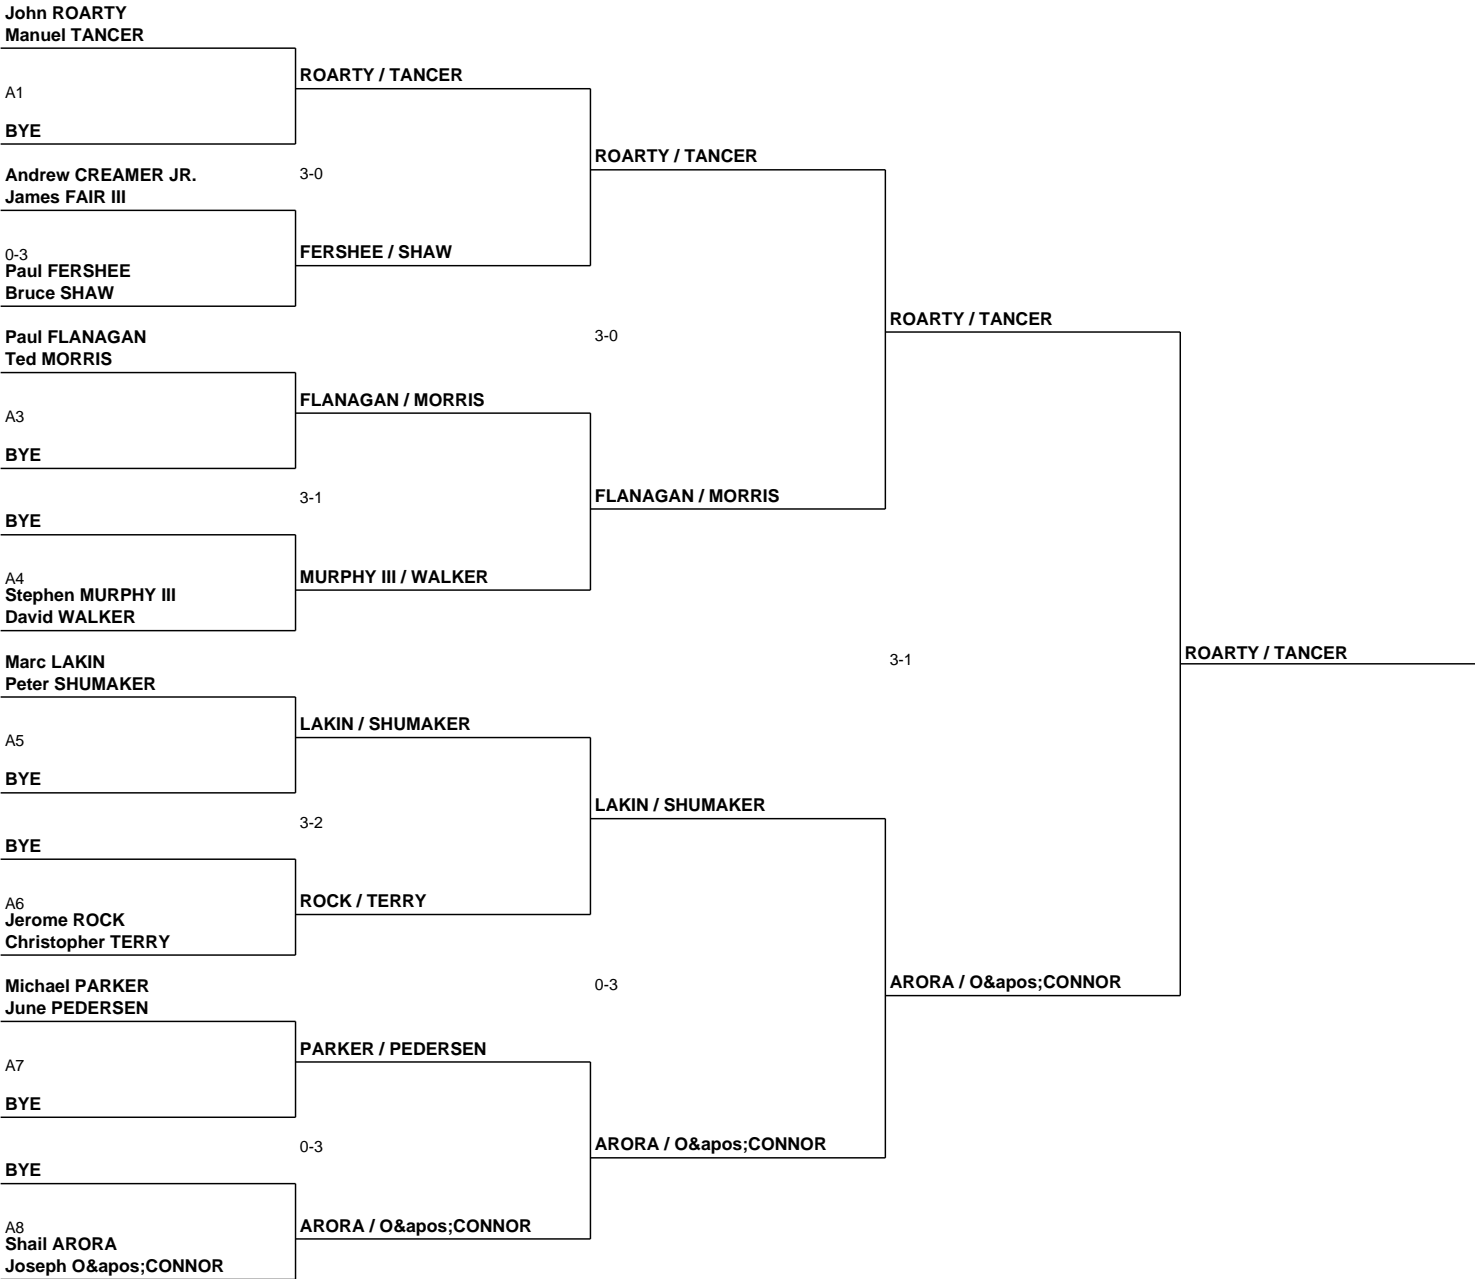 John ROARTY
Manuel TANCER
A1
BYE
Andrew CREAMER JR.
James FAIR III
0-3
Paul FERSHEE
Bruce SHAW
Paul FLANAGAN
Ted MORRIS
A3
BYE
BYE
A4
Stephen MURPHY III
David WALKER
Marc LAKIN
Peter SHUMAKER
A5
BYE
BYE
A6
Jerome ROCK
Christopher TERRY
Michael PARKER
June PEDERSEN
A7
BYE
BYE
A8
Shail ARORA
Joseph O&apos;CONNOR
ROARTY / TANCER
3-0
FERSHEE / SHAW
FLANAGAN / MORRIS
3-1
MURPHY III / WALKER
LAKIN / SHUMAKER
3-2
ROCK / TERRY
PARKER / PEDERSEN
0-3
ARORA / O&apos;CONNOR
ROARTY / TANCER
3-0
FLANAGAN / MORRIS
LAKIN / SHUMAKER
0-3
ARORA / O&apos;CONNOR
ROARTY / TANCER
3-1
ARORA / O&apos;CONNOR
ROARTY / TANCER